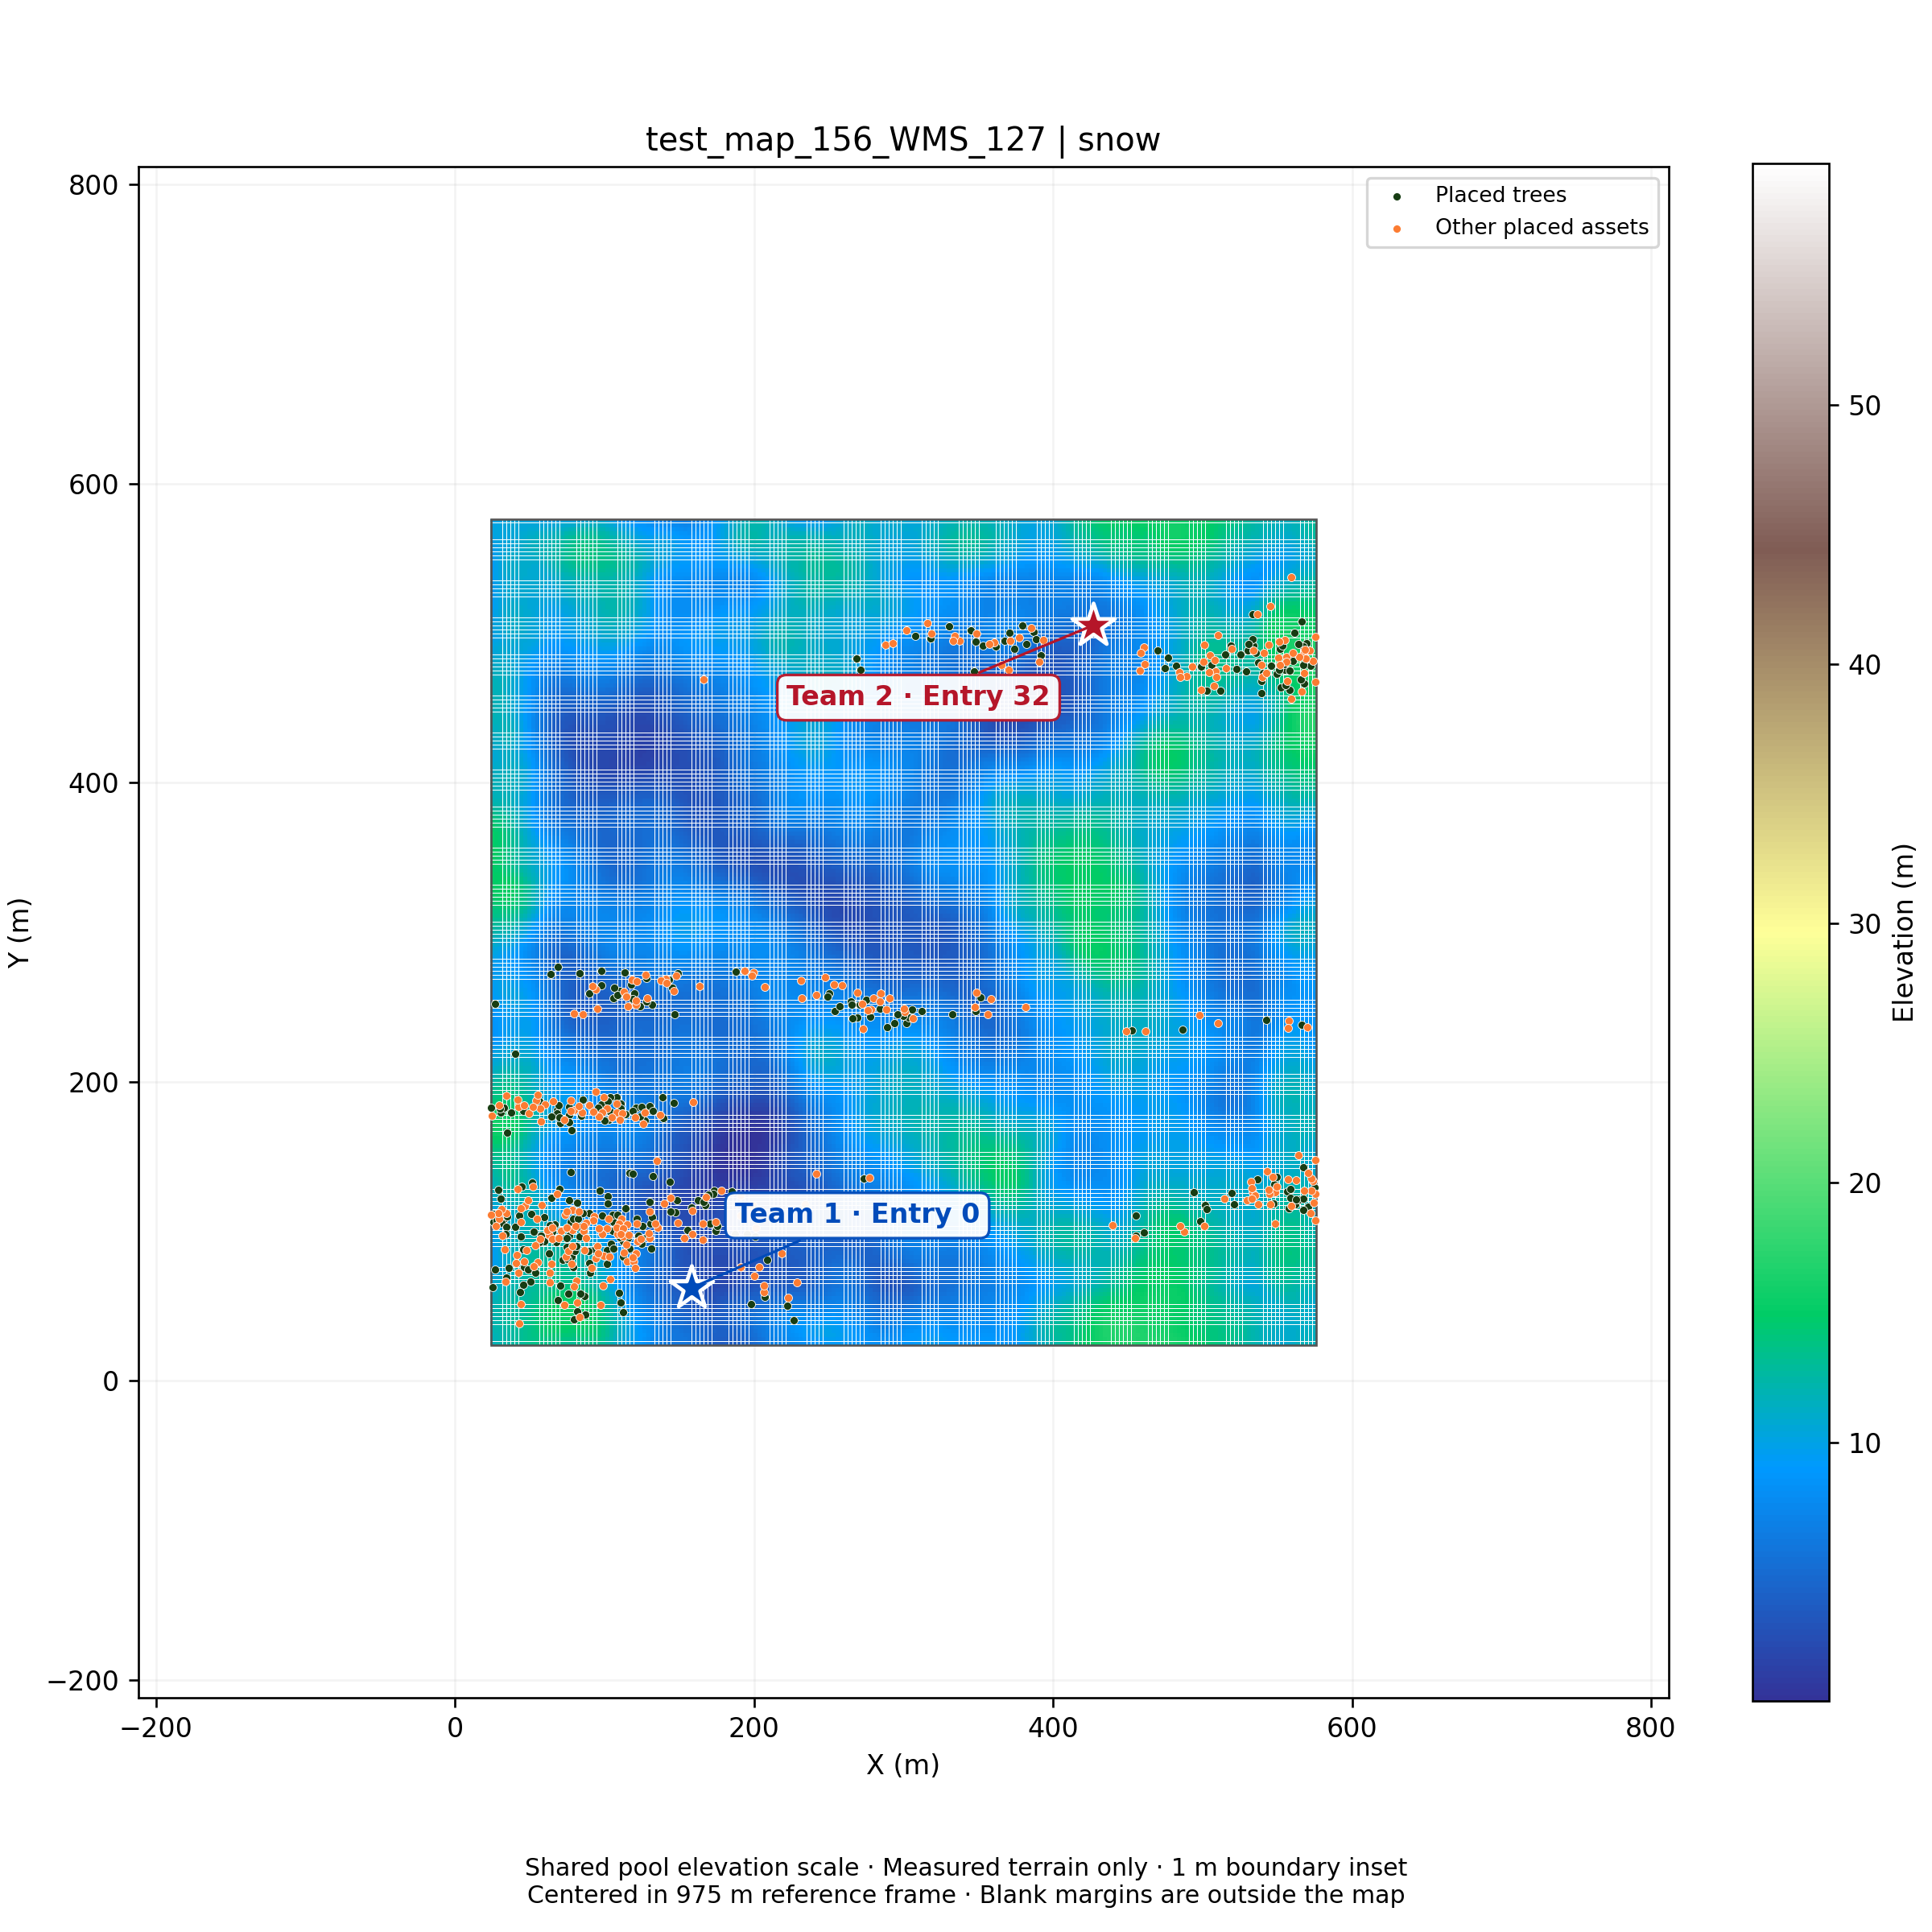 test_map_156_WMS_127 | snow
Placed trees
Other placed assets
800
600
400
200
0
−200
−200
0
200
400
600
800
X (m)
Y (m)
Team 2 · Entry 32
Team 1 · Entry 0
50
40
30
20
10
Elevation (m)
Shared pool elevation scale · Measured terrain only · 1 m boundary inset
Centered in 975 m reference frame · Blank margins are outside the map